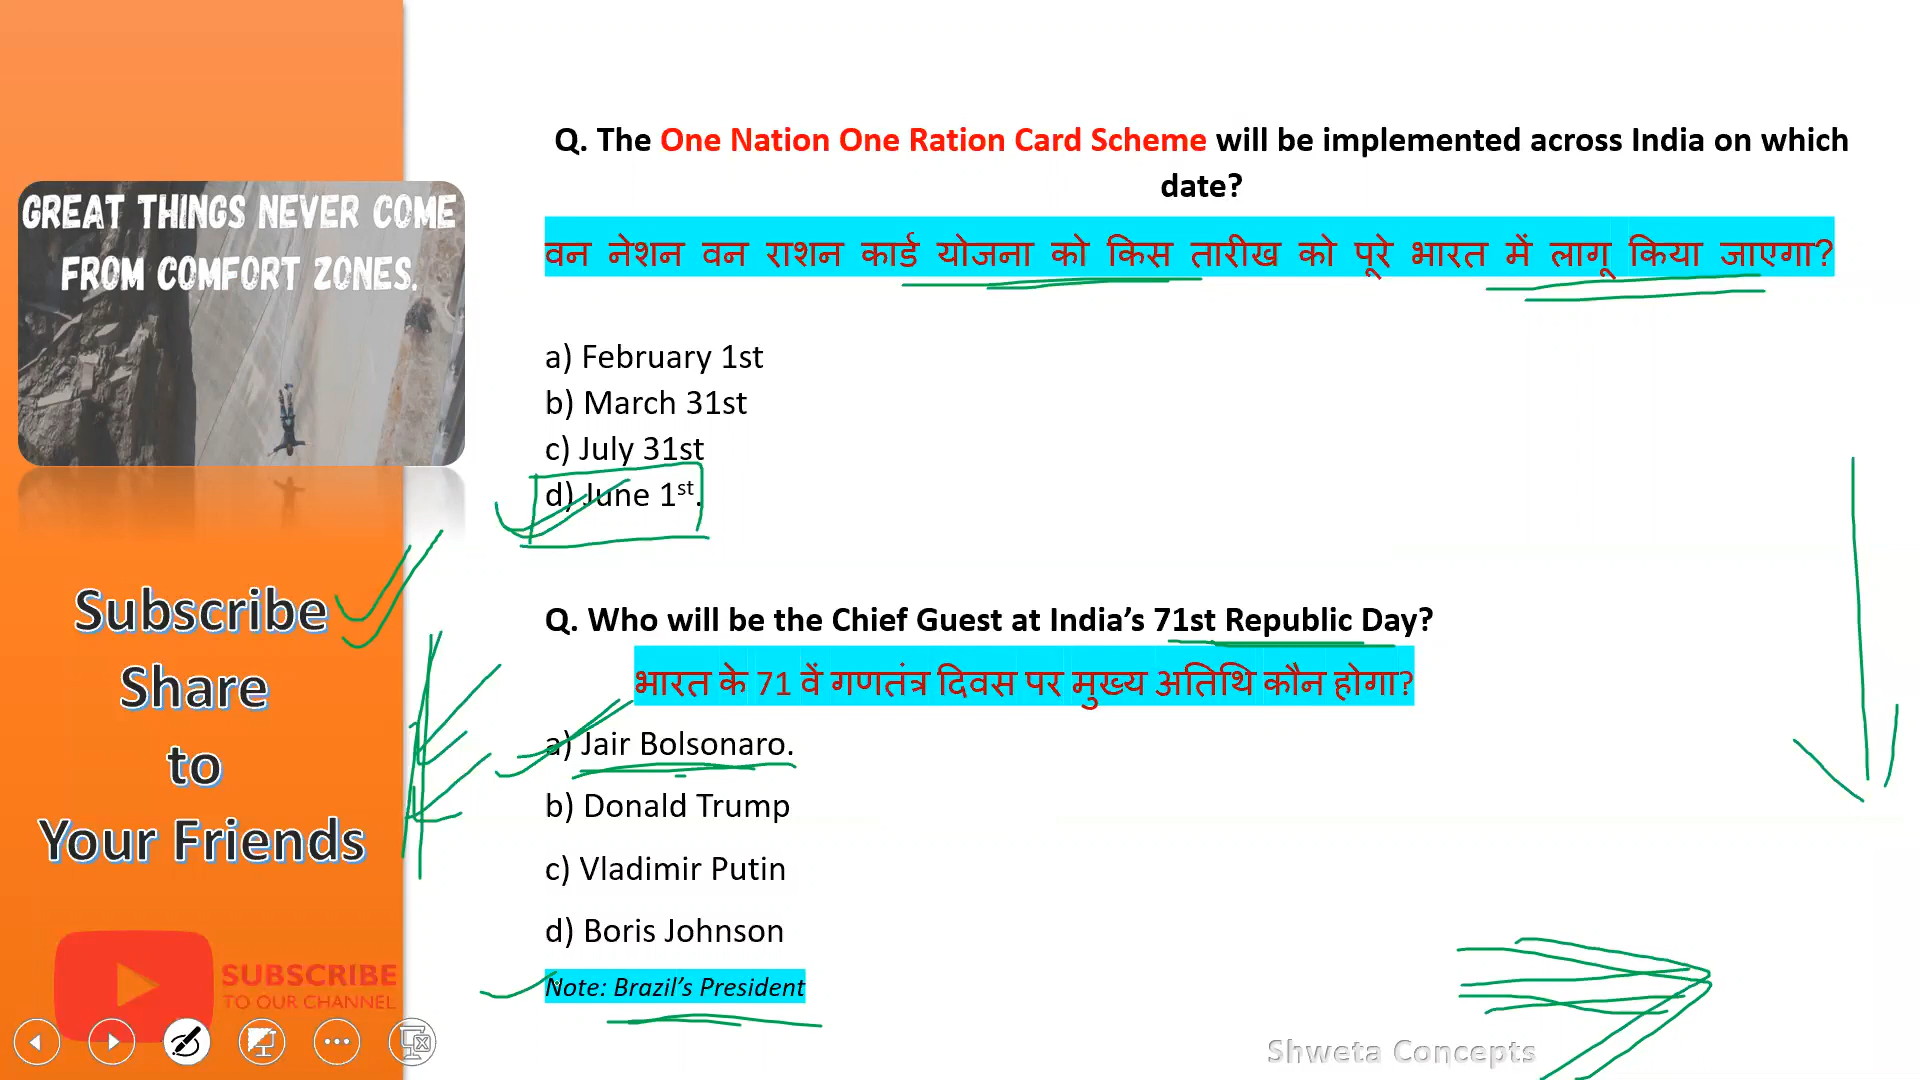 GREAT THINGS NEVER COME
FROM COMFORT ZONES.
Subscribe
Share
to
Your Friends
SUBSCRIBE
TO OUR CHANNEL
Q. The One Nation One Ration Card Scheme will be implemented across India on which
date?
वन नेशन वन राशन कार्ड योजना को किस तारीख को पूरे भारत में लागू किया जाएगा?
a) February 1st
b) March 31st
c) July 31st
d) June 1st.
Q. Who will be the Chief Guest at India’s 71st Republic Day?
भारत के 71 वें गणतंत्र दिवस पर मुख्य अतिथि कौन होगा?
a) Jair Bolsonaro.
b) Donald Trump
c) Vladimir Putin
d) Boris Johnson
Note: Brazil’s President
Shweta Concepts